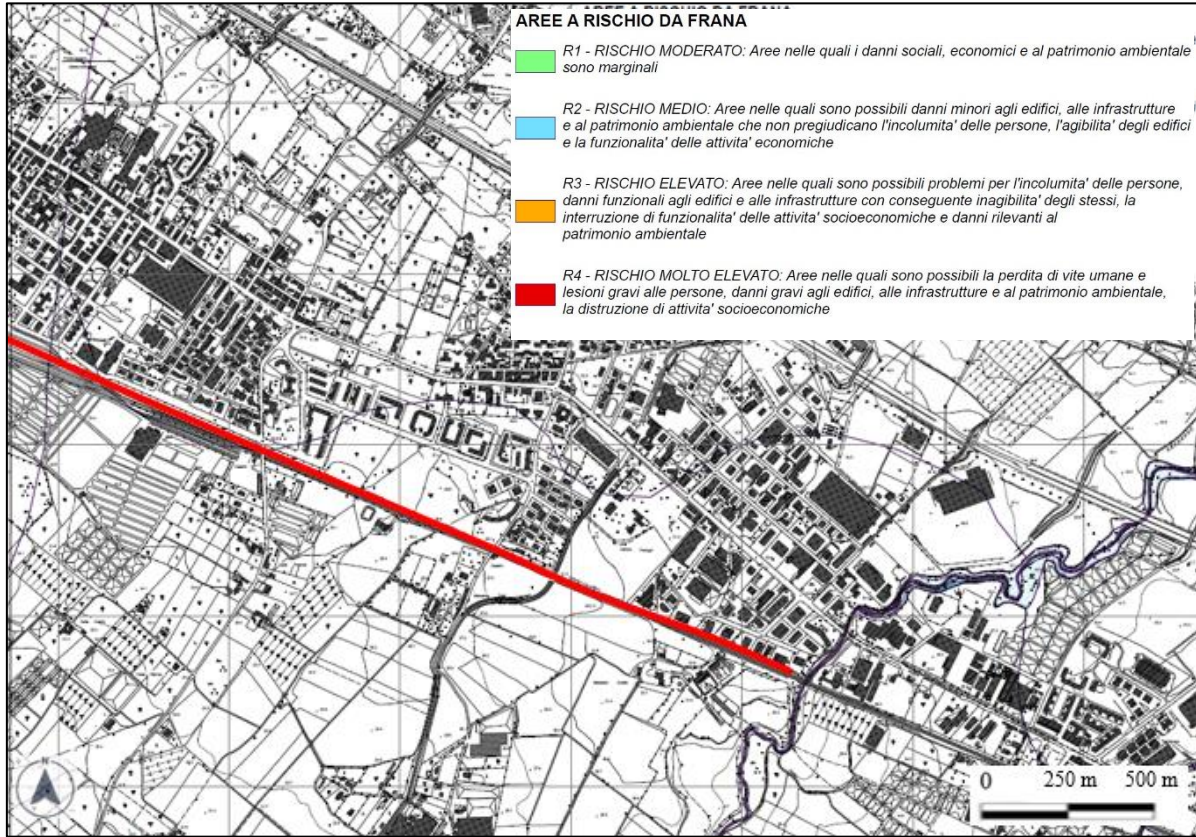 AREE A RISCHIO DA FRANA
R1 - RISCHIO MODERATO: Aree nelle quali i danni sociali, economici e al patrimonio ambientale
sono marginali
R2 - RISCHIO MEDIO: Aree nelle quali sono possibili danni minori agli edifici, alle infrastrutture
e al patrimonio ambientale che non pregiudicano l'incolumita' delle persone, l'agibilita' degli edifici
e la funzionalita' delle attivita' economiche
R3 - RISCHIO ELEVATO: Aree nelle quali sono possibili problemi per l'incolumita' delle persone,
danni funzionali agli edifici e alle infrastrutture con conseguente inagibilita' degli stessi, la
interruzione di funzionalita' delle attivita' socioeconomiche e danni rilevanti al
patrimonio ambientale
R4 - RISCHIO MOLTO ELEVATO: Aree nelle quali sono possibili la perdita di vite umane e
lesioni gravi alle persone, danni gravi agli edifici, alle infrastrutture e al patrimonio ambientale,
la distruzione di attivita' socioeconomiche
N
0 250 m 500 m